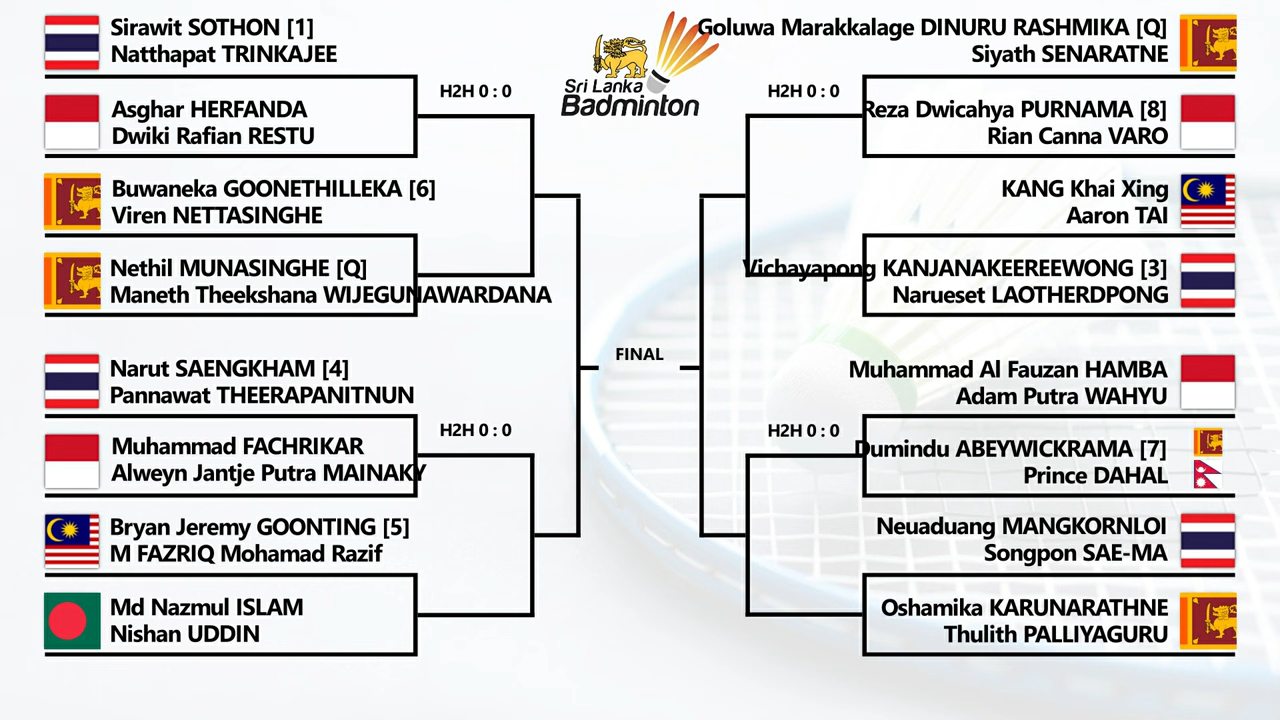 Sirawit SOTHON [1]
Natthapat TRINKAJEE
Asghar HERFANDA
Dwiki Rafian RESTU
H2H 0 : 0
Buwaneka GOONETHILLEKA [6]
Viren NETTASINGHE
Nethil MUNASINGHE [Q]
Maneth Theekshana WIJEGUNAWARDANA
Narut SAENGKHAM [4]
Pannawat THEERAPANITNUN
Muhammad FACHRIKAR
Alweyn Jantje Putra MAINAKY
H2H 0 : 0
Bryan Jeremy GOONTING [5]
M FAZRIQ Mohamad Razif
Md Nazmul ISLAM
Nishan UDDIN
Sri Lanka
Badminton
FINAL
Goluwa Marakkalage DINURU RASHMIKA [Q]
Siyath SENARATNE
H2H 0 : 0
Reza Dwicahya PURNAMA [8]
Rian Canna VARO
KANG Khai Xing
Aaron TAI
Vichayapong KANJANAKEEREEWONG [3]
Narueset LAOTHERDPONG
Muhammad Al Fauzan HAMBA
Adam Putra WAHYU
H2H 0 : 0
Dumindu ABEYWICKRAMA [7]
Prince DAHAL
Neuaduang MANGKORNLOI
Songpon SAE-MA
Oshamika KARUNARATHNE
Thulith PALLIYAGURU